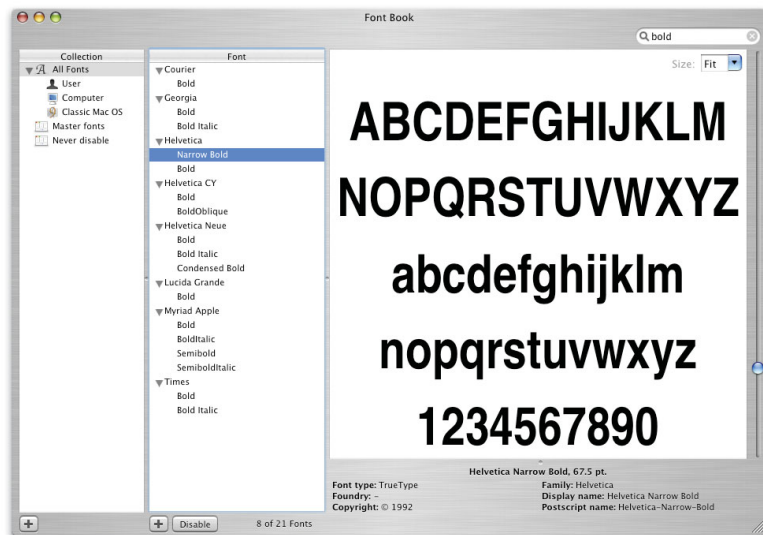 Font Book
bold
Collection
All Fonts
User
Computer
Classic Mac OS
Master fonts
Never disable
Font
Courier
Bold
Georgia
Bold
Bold Italic
Helvetica
Narrow Bold
Bold
Helvetica CY
Bold
BoldOblique
Helvetica Neue
Bold
Bold Italic
Condensed Bold
Lucida Grande
Bold
Myriad Apple
Bold
BoldItalic
Semibold
SemiboldItalic
Times
Bold
Bold Italic
Size: Fit
ABCDEFGHIJKLM
NOPQRSTUVWXYZ
abcdefghijklm
nopqrstuvwxyz
1234567890
Helvetica Narrow Bold, 67.5 pt.
Font type: TrueType
Foundry: –
Copyright: © 1992
Family: Helvetica
Display name: Helvetica Narrow Bold
Postscript name: Helvetica-Narrow-Bold
Disable
8 of 21 Fonts